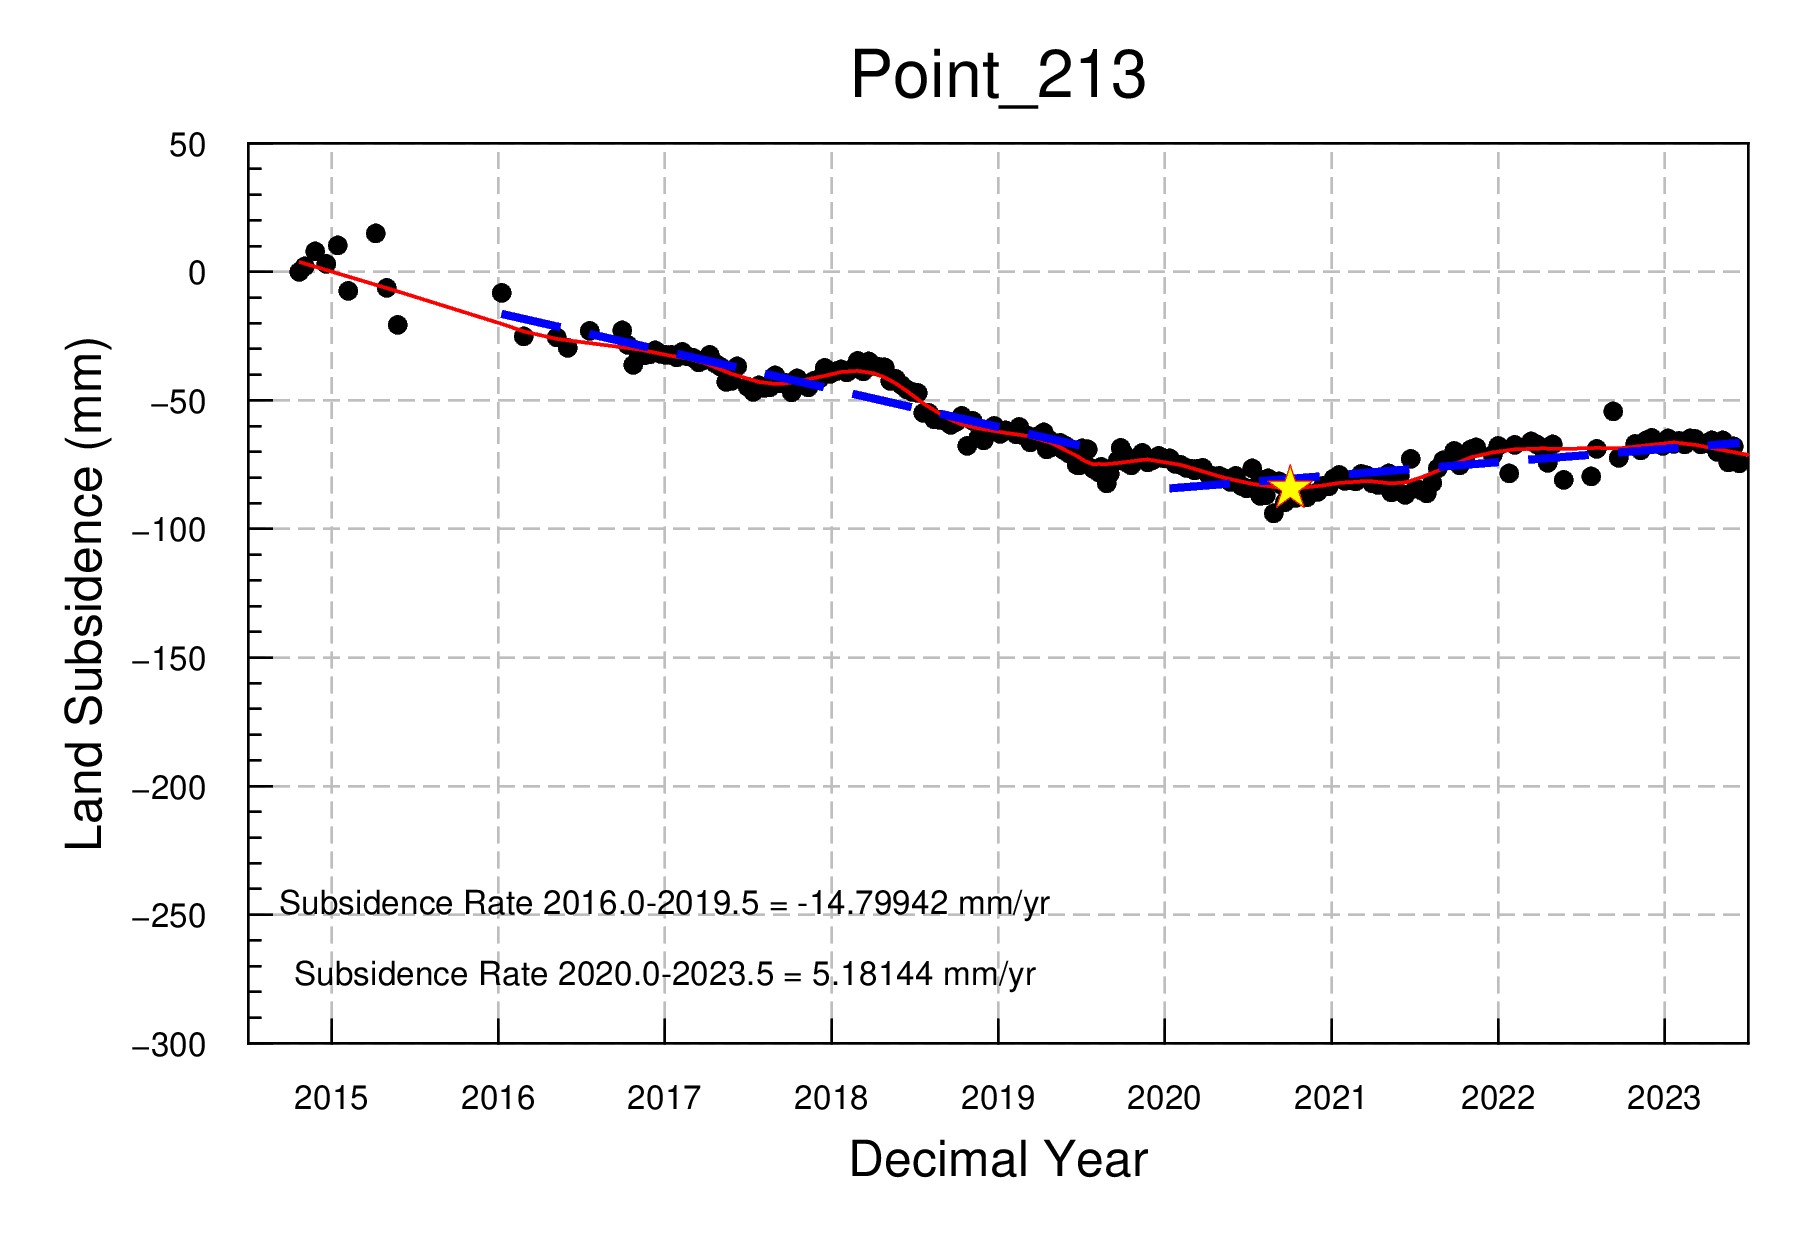 Point_213
50
0
−50
−100
−150
−200
−250
−300
Land Subsidence (mm)
Subsidence Rate 2016.0-2019.5 = -14.79942 mm/yr
Subsidence Rate 2020.0-2023.5 = 5.18144 mm/yr
2015 2016 2017 2018 2019 2020 2021 2022 2023
Decimal Year